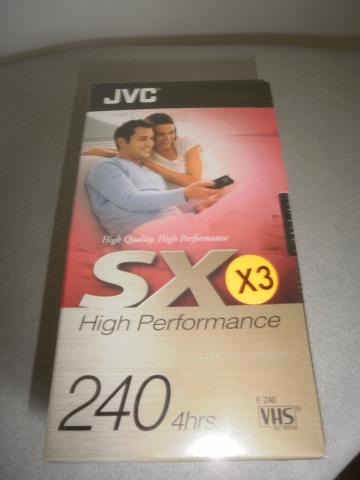 JVC
High Quality, High Performance
SX
X3
High Performance
240 4hrs.
E-240
VHS